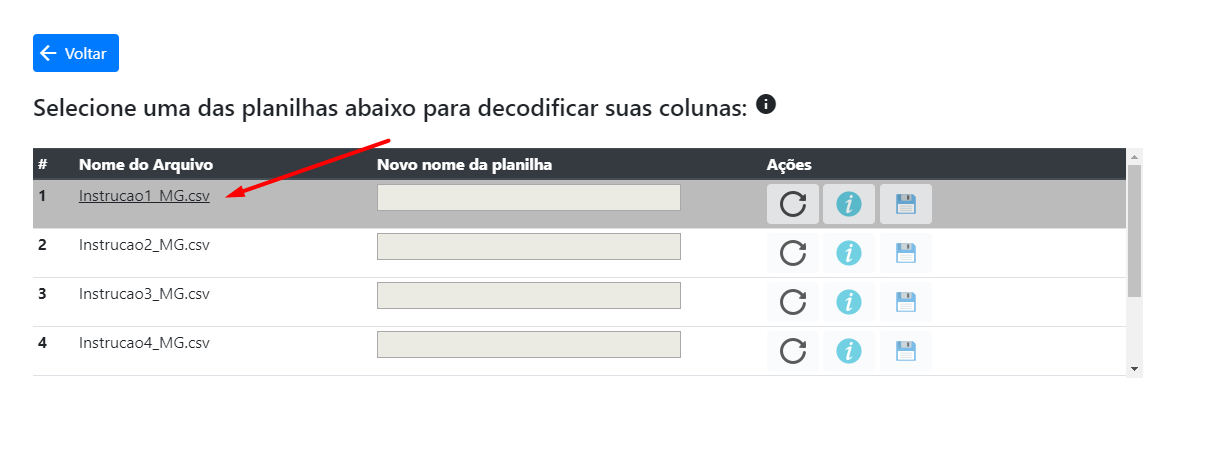 Voltar
Selecione uma das planilhas abaixo para decodificar suas colunas:
# Nome do Arquivo Novo nome da planilha Ações
1 Instrucao1_MG.csv
2 Instrucao2_MG.csv
3 Instrucao3_MG.csv
4 Instrucao4_MG.csv